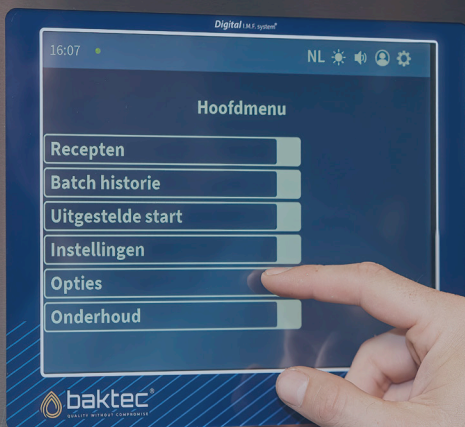 Digital I.M.F. system®
16:07 NL
Hoofdmenu
Recepten
Batch historie
Uitgestelde start
Instellingen
Opties
Onderhoud
baktec®
QUALITY WITHOUT COMPROMISE